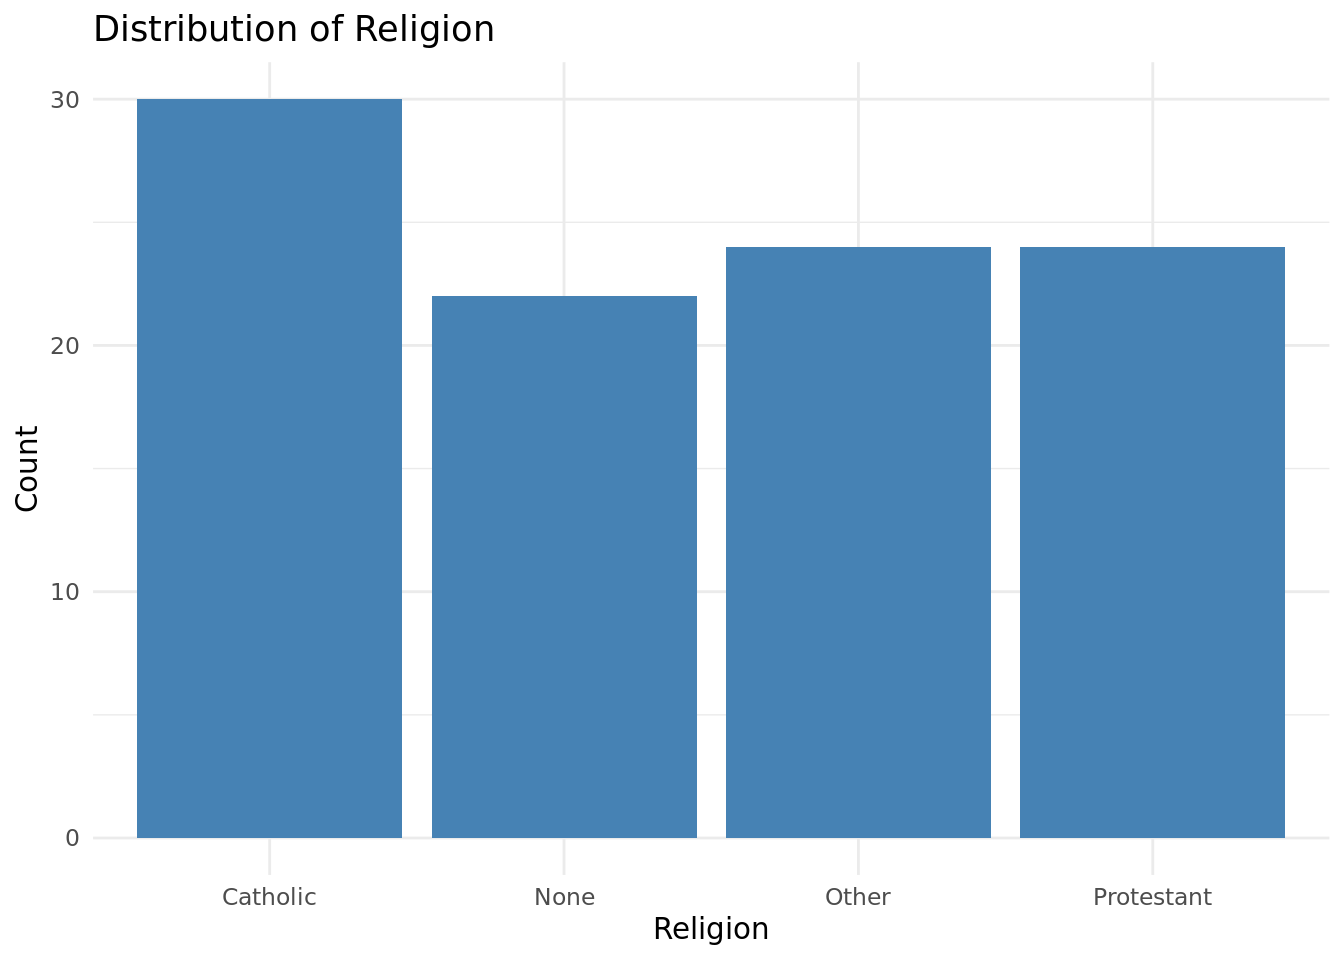 Distribution of Religion
30
20
10
0
Count
Catholic
None
Other
Protestant
Religion